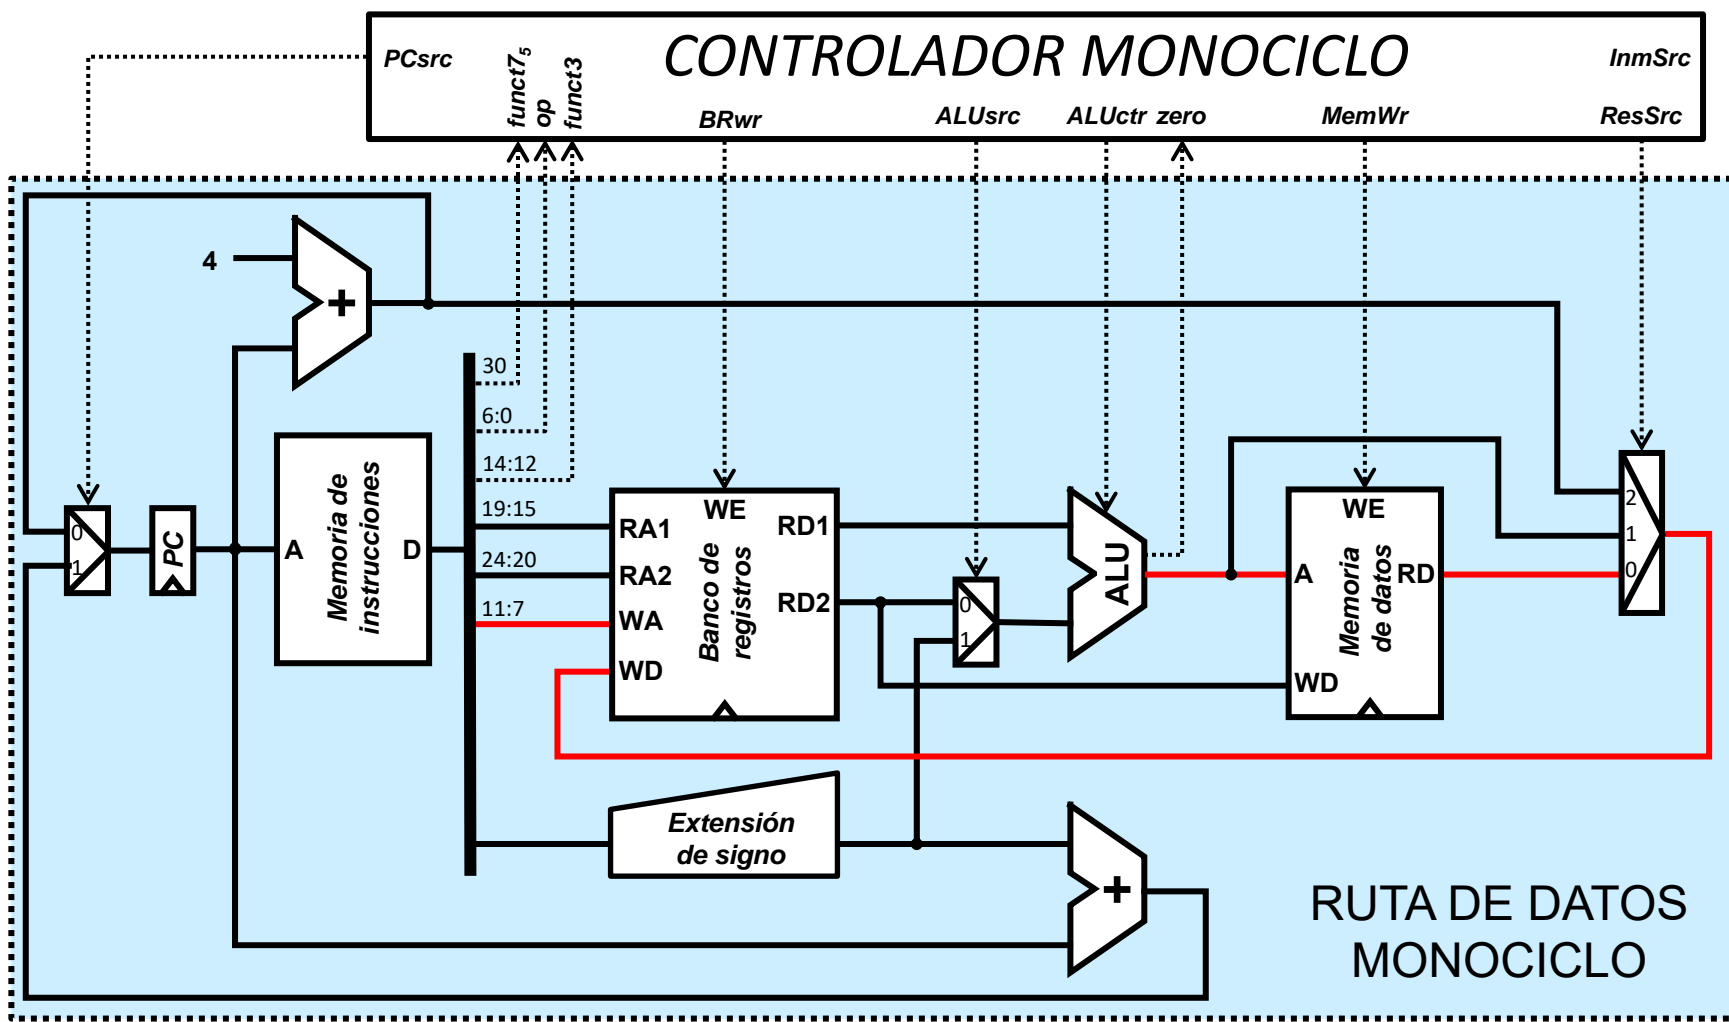 CONTROLADOR MONOCICLO
PCsrc
funct7₅
op
funct3
InmSrc
BRwr
ALUsrc
ALUctr
zero
MemWr
ResSrc
4
+
30
6:0
14:12
19:15
24:20
11:7
0
1
PC
A
Memoria de
instrucciones
D
RA1
RA2
WA
WD
WE
Banco de
registros
RD1
RD2
0
1
ALU
A
WD
WE
Memoria
de datos
RD
2
1
0
Extensión
de signo
+
RUTA DE DATOS
MONOCICLO